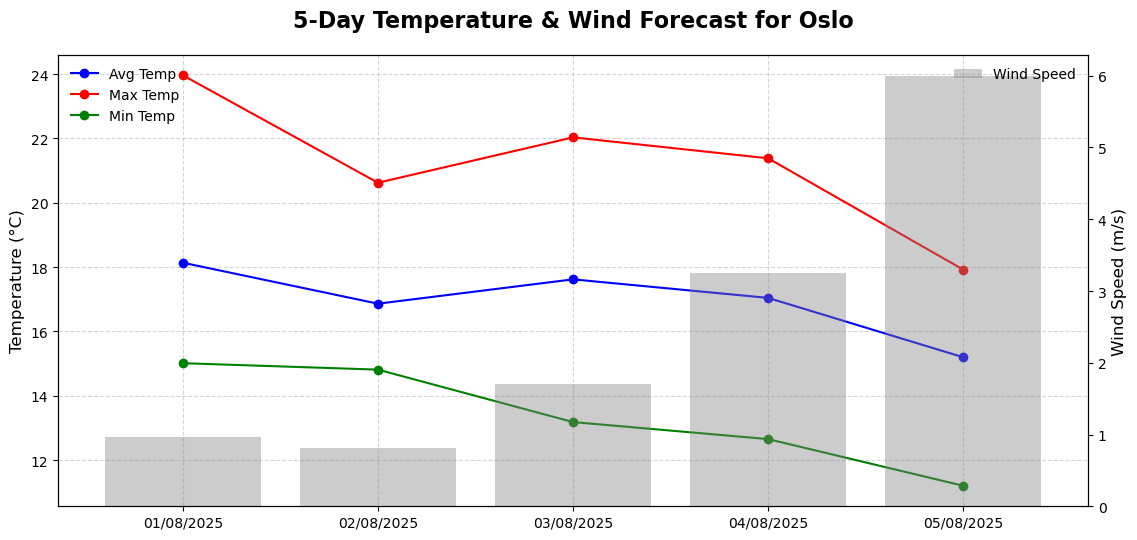 5-Day Temperature & Wind Forecast for Oslo
Avg Temp
Max Temp
Min Temp
Wind Speed
Temperature (°C)
24
22
20
18
16
14
12
Wind Speed (m/s)
6
5
4
3
2
1
0
01/08/2025
02/08/2025
03/08/2025
04/08/2025
05/08/2025